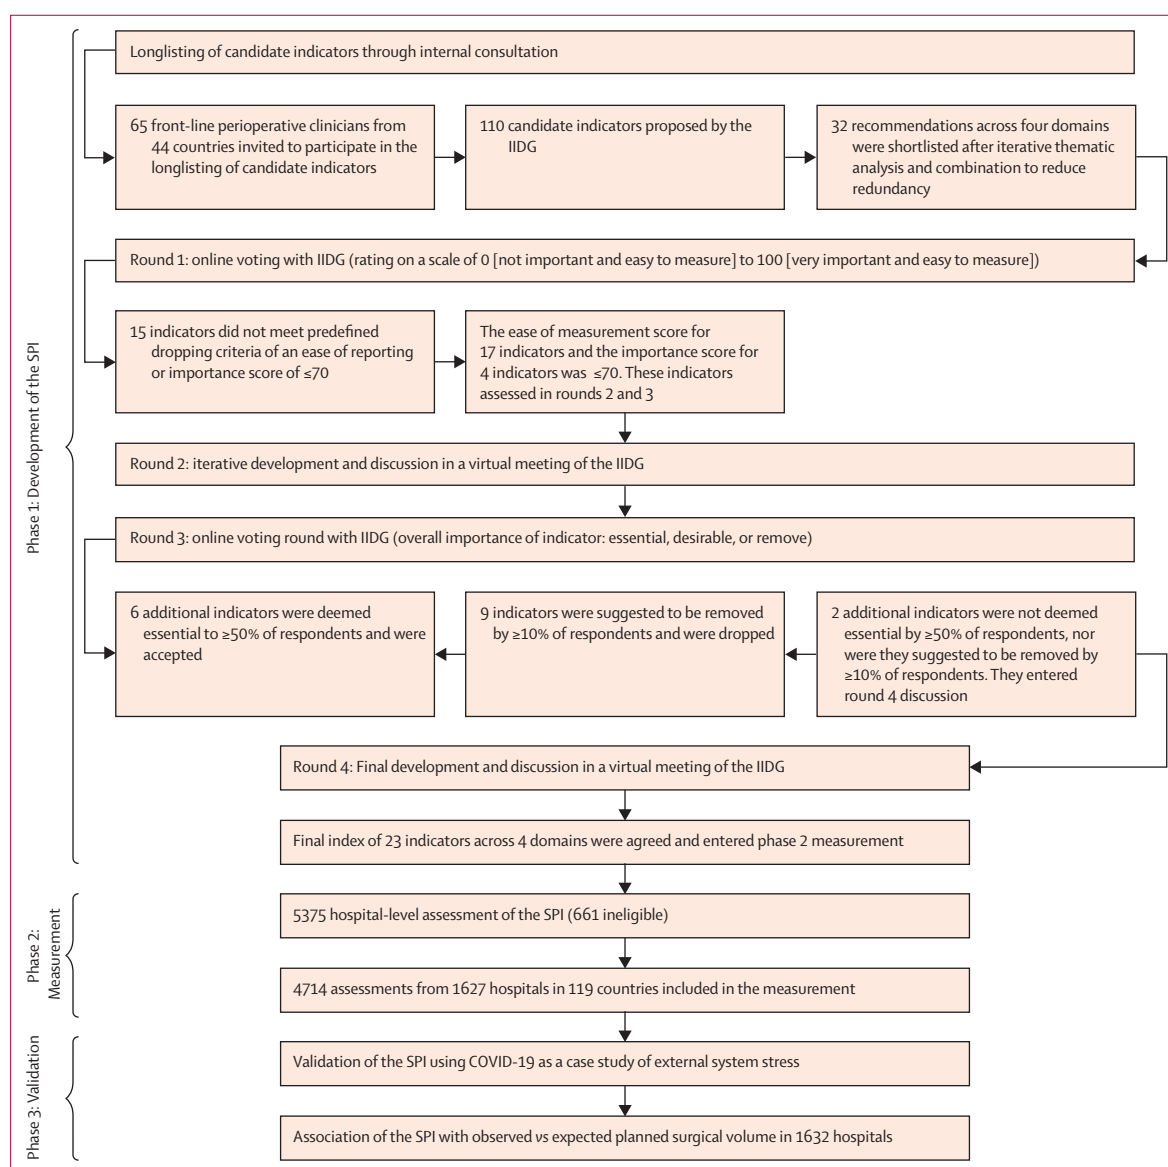 Phase 1: Development of the SPI
Longlisting of candidate indicators through internal consultation
65 front-line perioperative clinicians from
44 countries invited to participate in the
longlisting of candidate indicators
110 candidate indicators proposed by the
IIDG
32 recommendations across four domains
were shortlisted after iterative thematic
analysis and combination to reduce
redundancy
Round 1: online voting with IIDG (rating on a scale of 0 [not important and easy to measure] to 100 [very important and easy to measure])
15 indicators did not meet predefined
dropping criteria of an ease of reporting
or importance score of ≤70
The ease of measurement score for
17 indicators and the importance score for
4 indicators was ≤70. These indicators
assessed in rounds 2 and 3
Round 2: iterative development and discussion in a virtual meeting of the IIDG
Round 3: online voting round with IIDG (overall importance of indicator: essential, desirable, or remove)
6 additional indicators were deemed
essential to ≥50% of respondents and were
accepted
9 indicators were suggested to be removed
by ≥10% of respondents and were dropped
2 additional indicators were not deemed
essential by ≥50% of respondents, nor
were they suggested to be removed by
≥10% of respondents. They entered
round 4 discussion
Round 4: Final development and discussion in a virtual meeting of the IIDG
Final index of 23 indicators across 4 domains were agreed and entered phase 2 measurement
Phase 2:
Measurement
5375 hospital-level assessment of the SPI (661 ineligible)
4714 assessments from 1627 hospitals in 119 countries included in the measurement
Phase 3: Validation
Validation of the SPI using COVID-19 as a case study of external system stress
Association of the SPI with observed vs expected planned surgical volume in 1632 hospitals